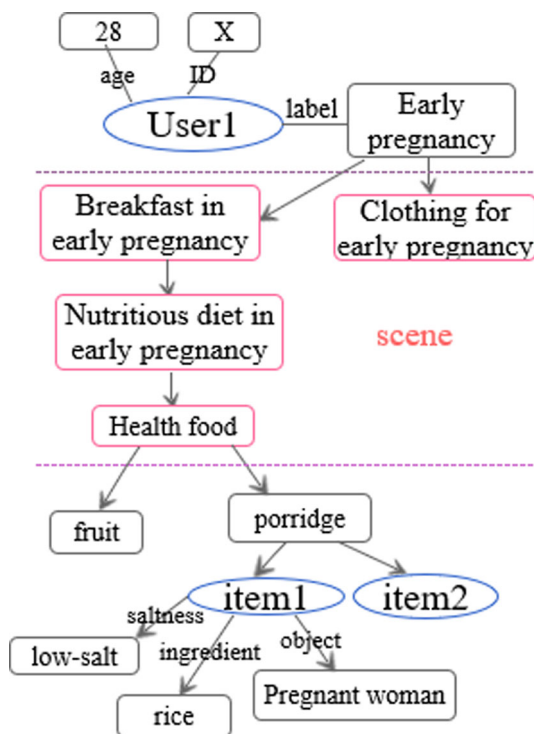 28
X
age
ID
User1
label
Early
pregnancy
Breakfast in
early pregnancy
Clothing for
early pregnancy
Nutritious diet in
early pregnancy
scene
Health food
fruit
porridge
item1
item2
saltness
ingredient
object
low-salt
rice
Pregnant woman